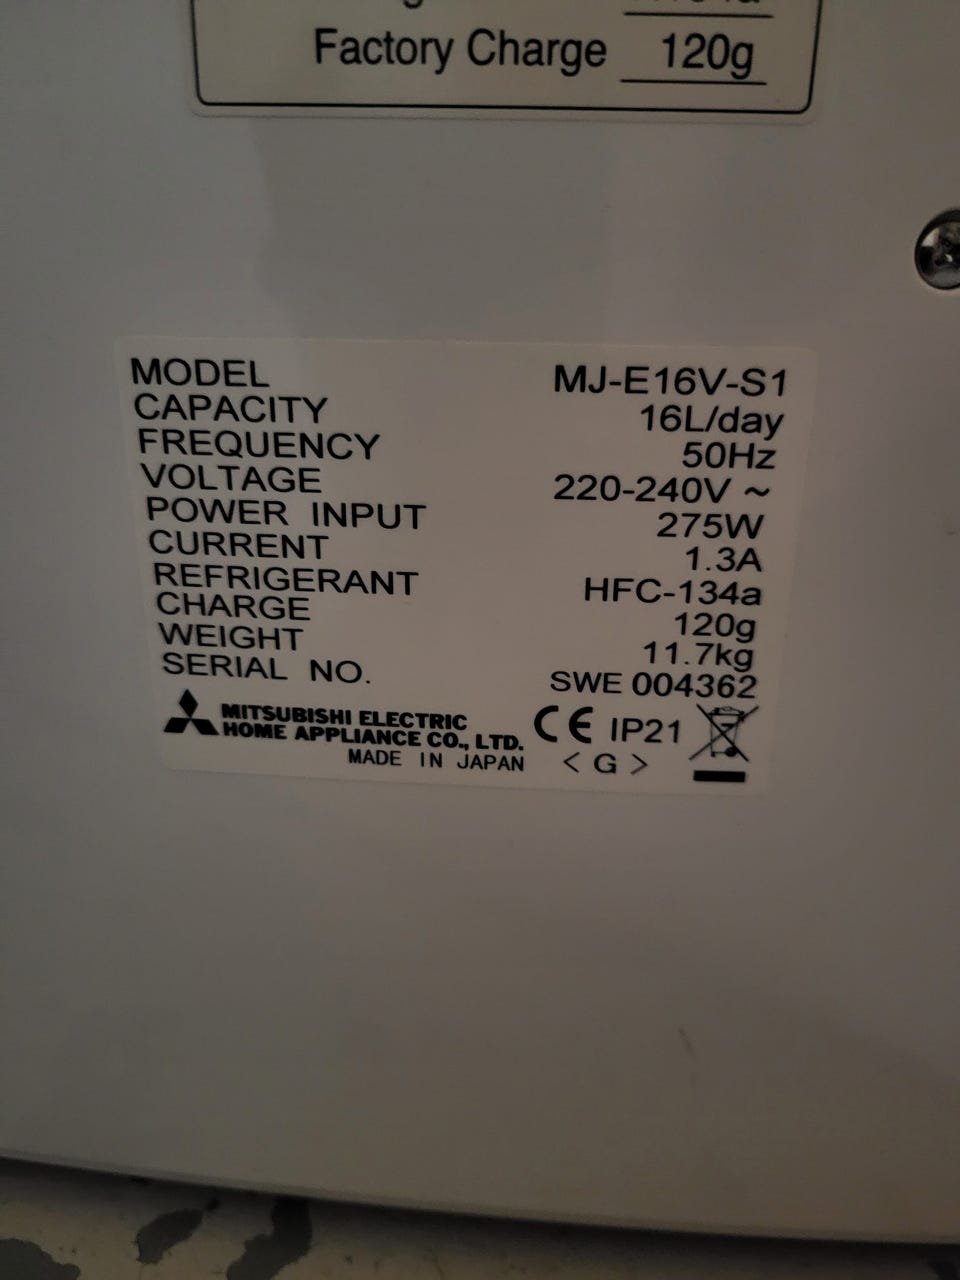 Factory Charge 120g
MODEL MJ-E16V-S1
CAPACITY 16L/day
FREQUENCY 50Hz
VOLTAGE 220-240V ~
POWER INPUT 275W
CURRENT 1.3A
REFRIGERANT HFC-134a
CHARGE 120g
WEIGHT 11.7kg
SERIAL NO. SWE 004362
MITSUBISHI ELECTRIC
HOME APPLIANCE CO., LTD. CE IP21
MADE IN JAPAN < G >